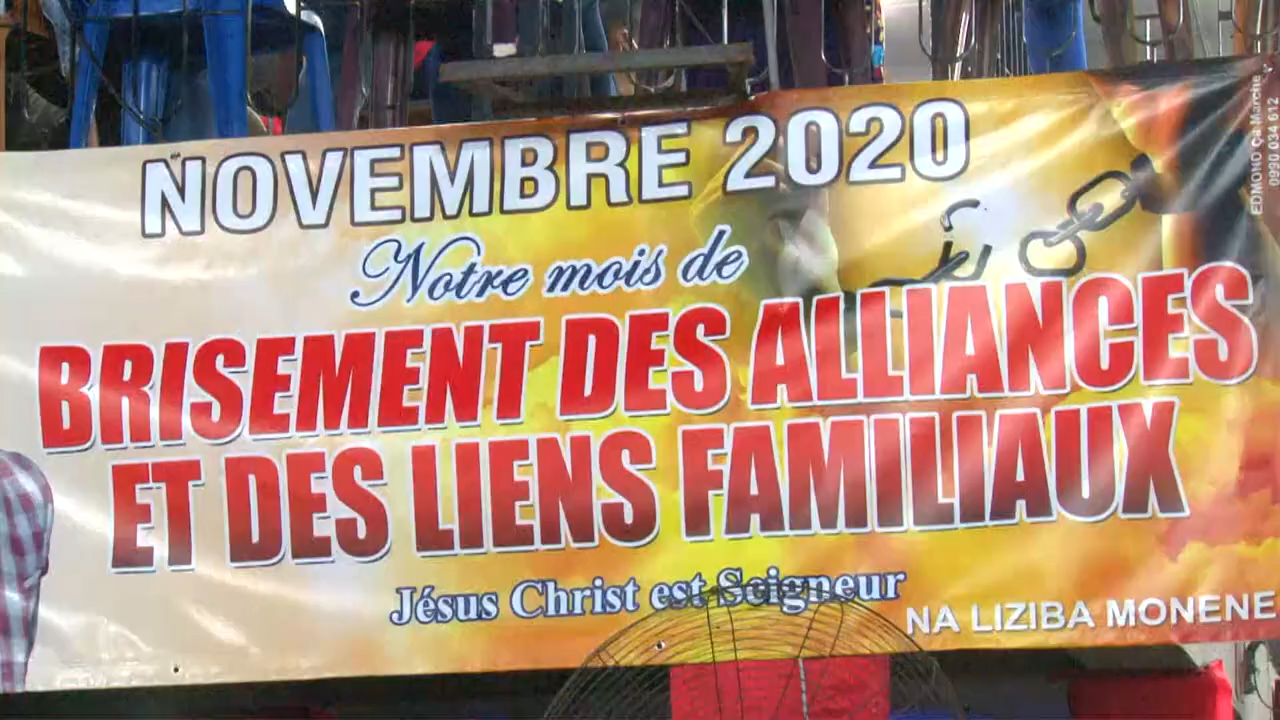 NOVEMBRE 2020
Notre mois de
BRISEMENT DES ALLIANCES
ET DES LIENS FAMILIAUX
Jésus Christ est Seigneur
NA LIZIBA MONENE
EDIMOND Ça Marche
0990 034 612